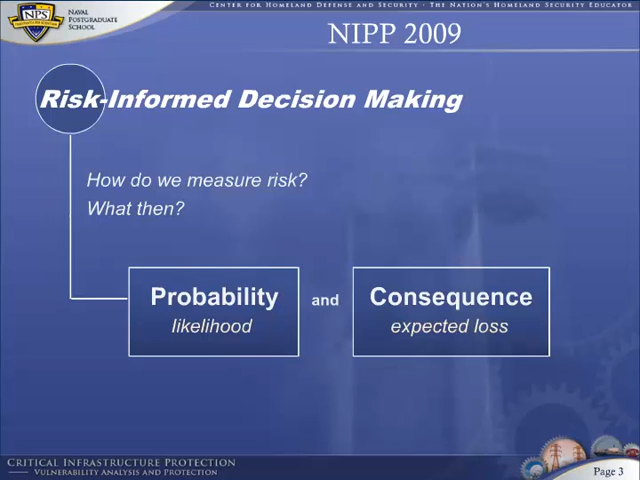 CENTER FOR HOMELAND DEFENSE AND SECURITY · THE NATION'S HOMELAND SECURITY EDUCATOR
NPS
NAVAL
POSTGRADUATE
SCHOOL
NIPP 2009
Risk-Informed Decision Making
How do we measure risk?
What then?
Probability and Consequence
likelihood expected loss
CRITICAL INFRASTRUCTURE PROTECTION
VULNERABILITY ANALYSIS AND PROTECTION
Page 3